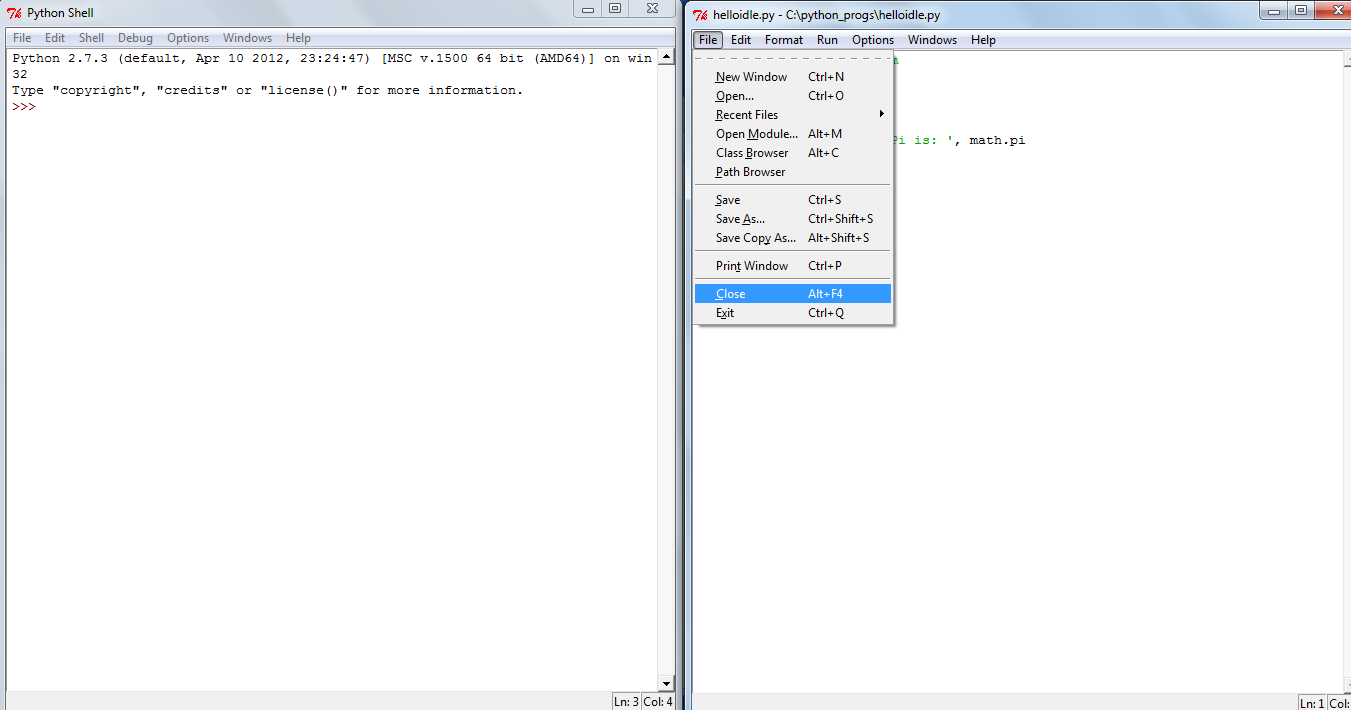 Python Shell
File Edit Shell Debug Options Windows Help
Python 2.7.3 (default, Apr 10 2012, 23:24:47) [MSC v.1500 64 bit (AMD64)] on win
32
Type "copyright", "credits" or "license()" for more information.
>>>
Ln: 3 Col: 4
helloidle.py - C:\python_progs\helloidle.py
File Edit Format Run Options Windows Help
New Window Ctrl+N
Open... Ctrl+O
Recent Files
Open Module... Alt+M
Class Browser Alt+C
Path Browser
Save Ctrl+S
Save As... Ctrl+Shift+S
Save Copy As... Alt+Shift+S
Print Window Ctrl+P
Close Alt+F4
Exit Ctrl+Q
Pi is: ', math.pi
Ln: 1 Col: